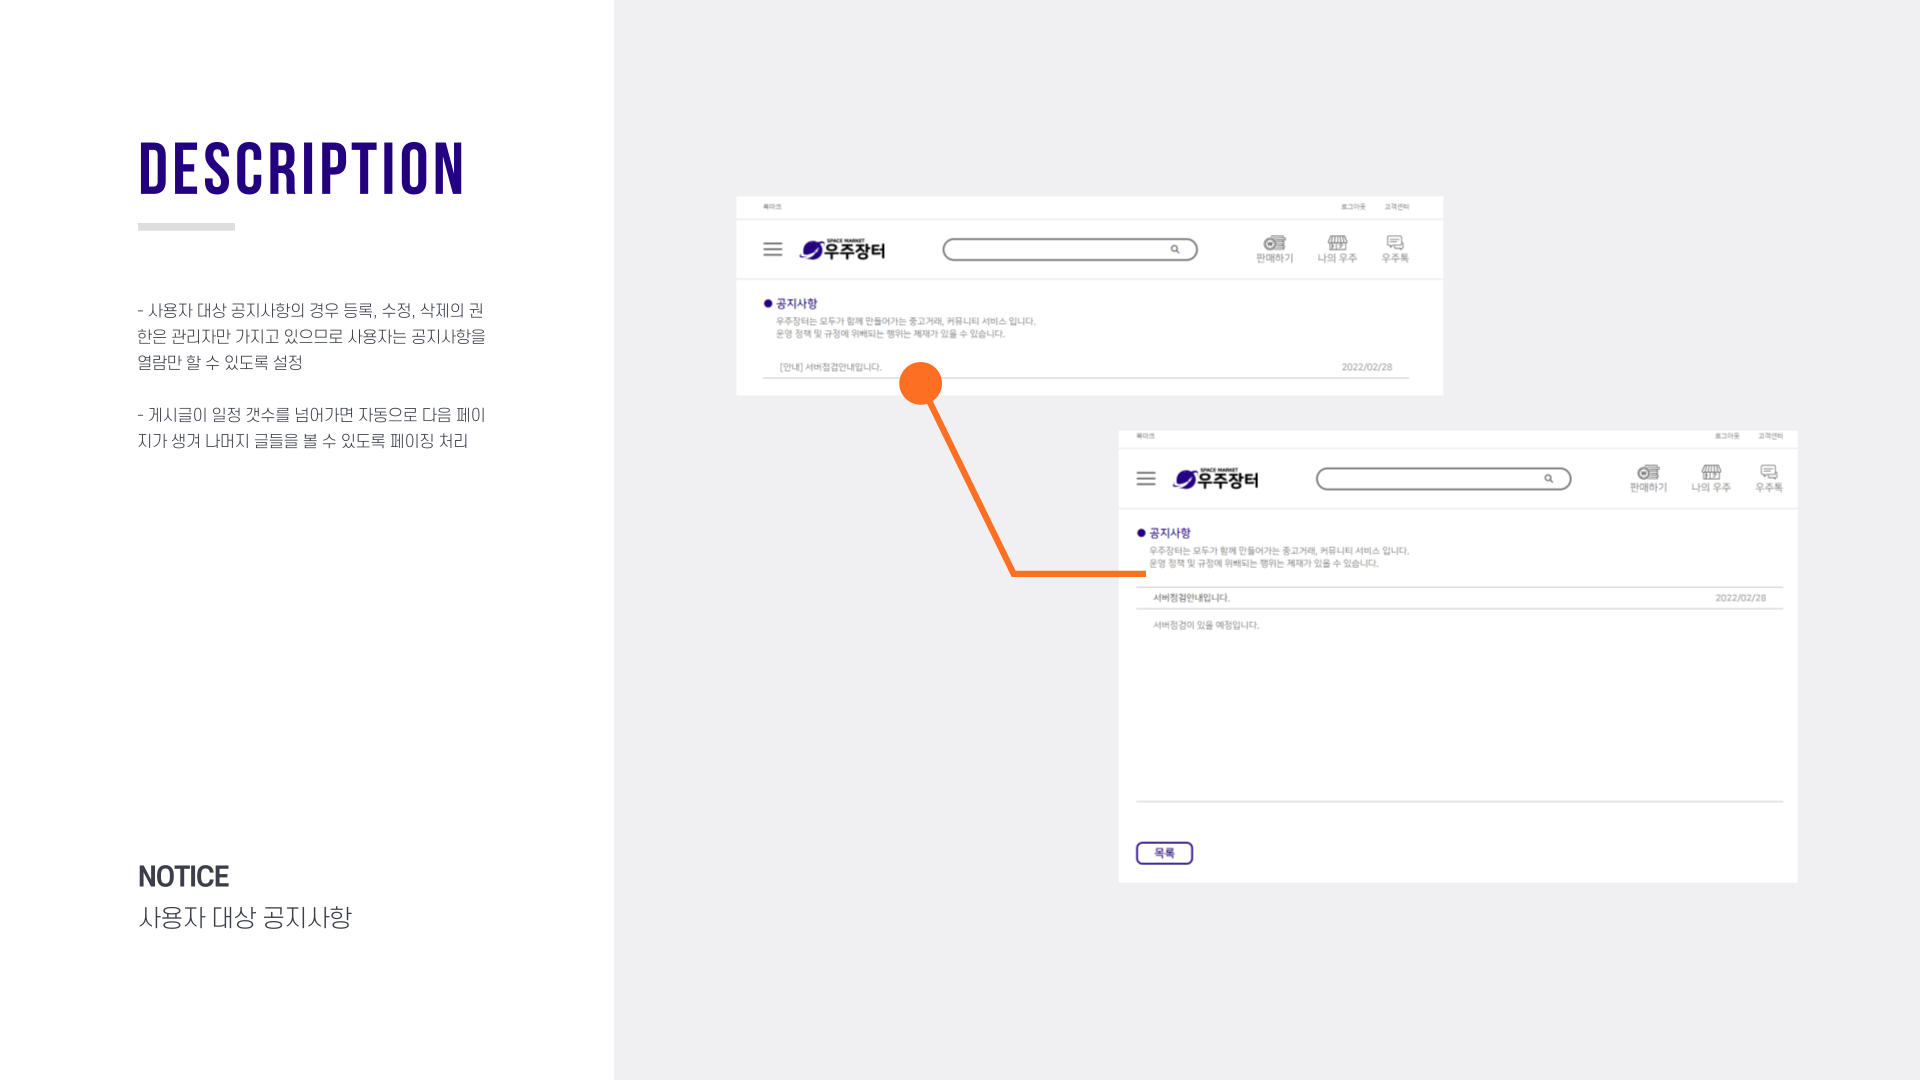 DESCRIPTION
- 사용자 대상 공지사항의 경우 등록, 수정, 삭제의 권
한은 관리자만 가지고 있으므로 사용자는 공지사항을
열람만 할 수 있도록 설정
- 게시글이 일정 갯수를 넘어가면 자동으로 다음 페이
지가 생겨 나머지 글들을 볼 수 있도록 페이징 처리
NOTICE
사용자 대상 공지사항
북마크
로그아웃 고객센터
SPACE MARKET
우주장터
판매하기 나의 우주 우주톡
공지사항
우주장터는 모두가 함께 만들어가는 중고거래, 커뮤니티 서비스 입니다.
운영 정책 및 규정에 위배되는 행위는 제재가 있을 수 있습니다.
[안내] 서버점검안내입니다. 2022/02/28
북마크
로그아웃 고객센터
SPACE MARKET
우주장터
판매하기 나의 우주 우주톡
공지사항
우주장터는 모두가 함께 만들어가는 중고거래, 커뮤니티 서비스 입니다.
운영 정책 및 규정에 위배되는 행위는 제재가 있을 수 있습니다.
서버점검안내입니다. 2022/02/28
서버점검이 있을 예정입니다.
목록